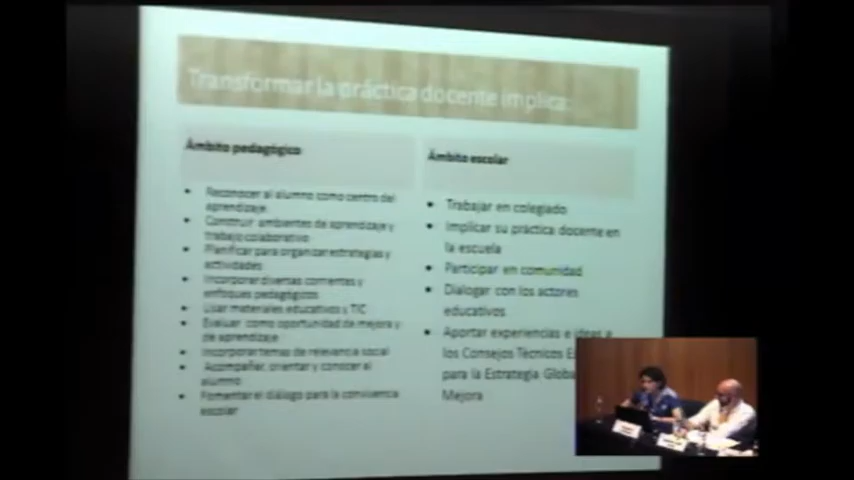 Transformar la práctica docente implica:
Ámbito pedagógico
• Reconocer al alumno como centro del
aprendizaje
• Construir ambientes de aprendizaje y
trabajo colaborativo
• Planificar para organizar estrategias y
actividades
• Incorporar diversas corrientes y
enfoques pedagógicos
• Usar materiales educativos y TIC
• Evaluar como oportunidad de mejora y
de aprendizaje
• Incorporar temas de relevancia social
• Acompañar, orientar y conocer al
alumno
• Fomentar el diálogo para la convivencia
escolar
Ámbito escolar
• Trabajar en colegiado
• Implicar su práctica docente en
la escuela
• Participar en comunidad
• Dialogar con los actores
educativos
• Aportar experiencias e ideas a
los Consejos Técnicos
para la Estrategia
Mejora